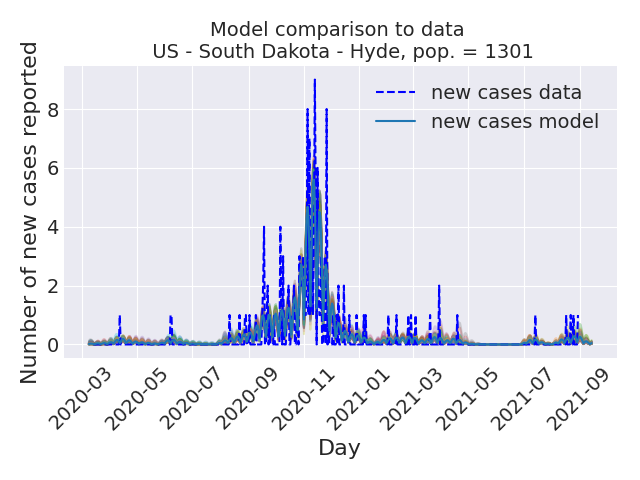 Model comparison to data
US - South Dakota - Hyde, pop. = 1301
Number of new cases reported
8
6
4
2
0
new cases data
new cases model
2020-03
2020-05
2020-07
2020-09
2020-11
2021-01
2021-03
2021-05
2021-07
2021-09
Day